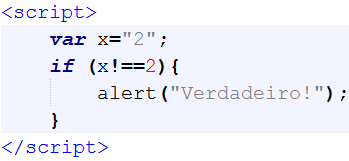 <script>
    var x="2";
    if (x!==2){
        alert("Verdadeiro!");
    }
</script>